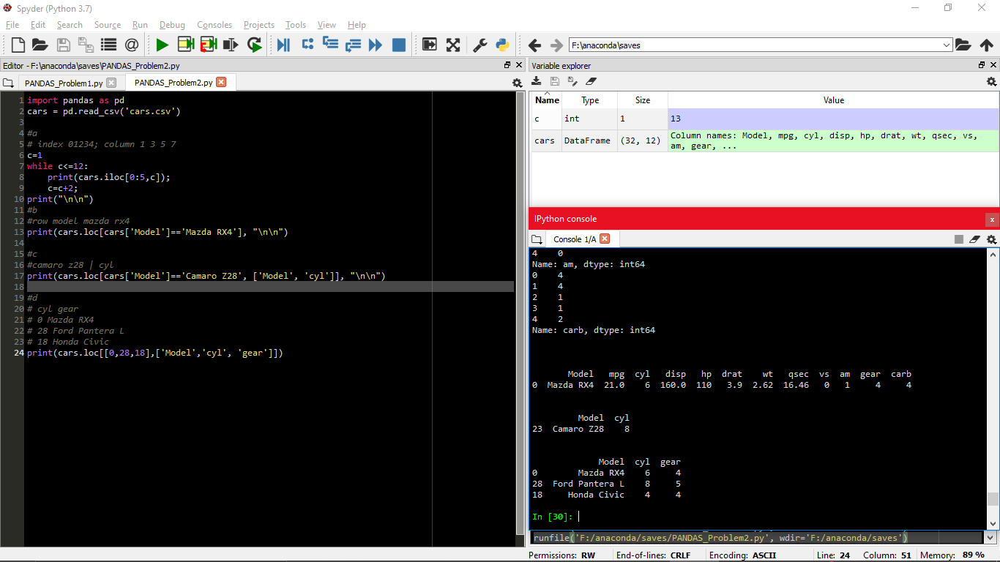 Spyder (Python 3.7)
File Edit Search Source Run Debug Consoles Projects Tools View Help
F:\anaconda\saves
Editor - F:\anaconda\saves\PANDAS_Problem2.py
PANDAS_Problem1.py PANDAS_Problem2.py
1 import pandas as pd
2 cars = pd.read_csv('cars.csv')
3
4 #a
5 # index 01234; column 1 3 5 7
6 c=1
7 while c<=12:
8     print(cars.iloc[0:5,c]);
9     c=c+2;
10 print("\n\n")
11 #b
12 #row model mazda rx4
13 print(cars.loc[cars['Model']=='Mazda RX4'], "\n\n")
14
15 #c
16 #camaro z28 | cyl
17 print(cars.loc[cars['Model']=='Camaro Z28', ['Model', 'cyl']], "\n\n")
18
19 #d
20 # cyl gear
21 # 0 Mazda RX4
22 # 28 Ford Pantera L
23 # 18 Honda Civic
24 print(cars.loc[[0,28,18],['Model','cyl', 'gear']])
Variable explorer
Name Type Size Value
c int 1 13
cars DataFrame (32, 12) Column names: Model, mpg, cyl, disp, hp, drat, wt, qsec, vs,
am, gear, ...
IPython console
Console 1/A
4    0
Name: am, dtype: int64
0    4
1    4
2    1
3    1
4    2
Name: carb, dtype: int64
       Model   mpg  cyl   disp   hp  drat    wt   qsec  vs  am  gear  carb
0  Mazda RX4  21.0    6  160.0  110   3.9  2.62  16.46   0   1     4     4
         Model  cyl
23  Camaro Z28    8
             Model  cyl  gear
0        Mazda RX4    6     4
28  Ford Pantera L    8     5
18     Honda Civic    4     4
In [30]:
runfile('F:/anaconda/saves/PANDAS_Problem2.py', wdir='F:/anaconda/saves')
Permissions: RW End-of-lines: CRLF Encoding: ASCII Line: 24 Column: 51 Memory: 89 %